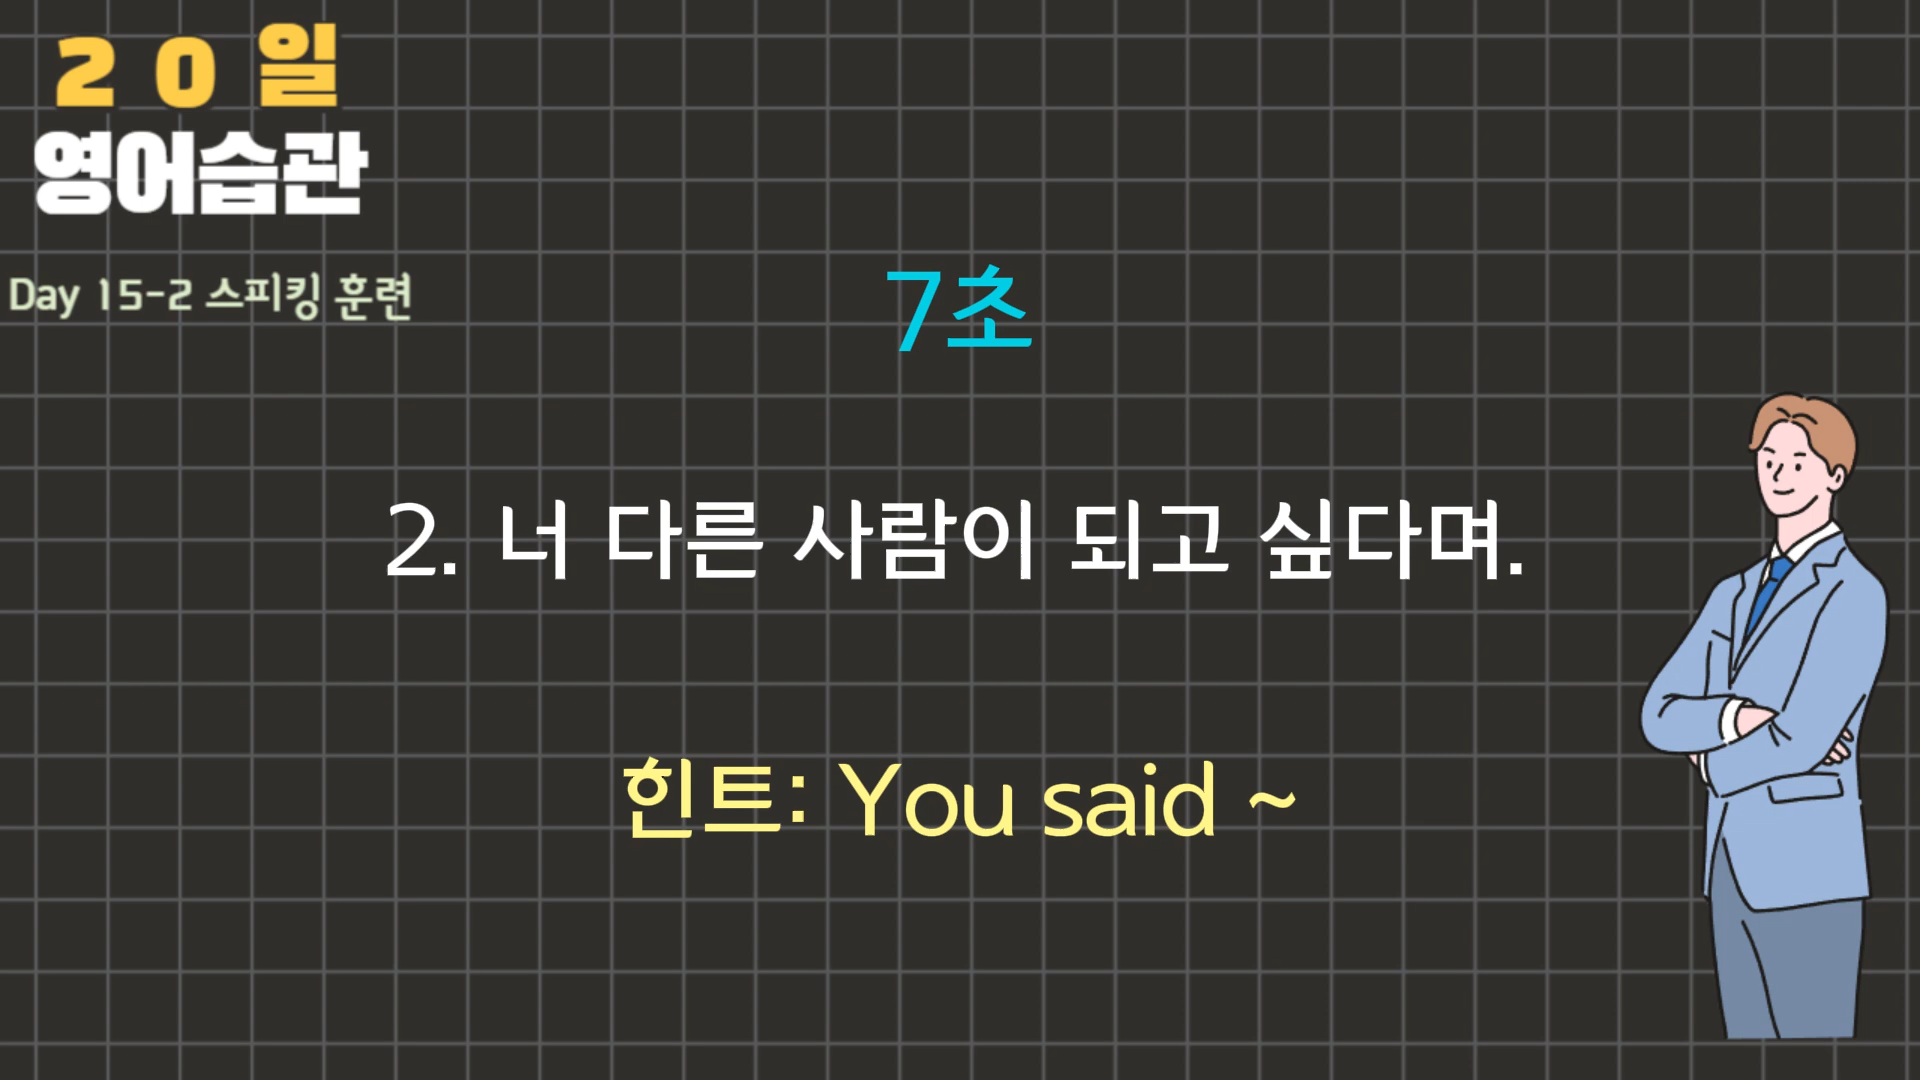 20일
영어습관
Day 15-2 스피킹 훈련
7초
2. 너 다른 사람이 되고 싶다며.
힌트: You said ~